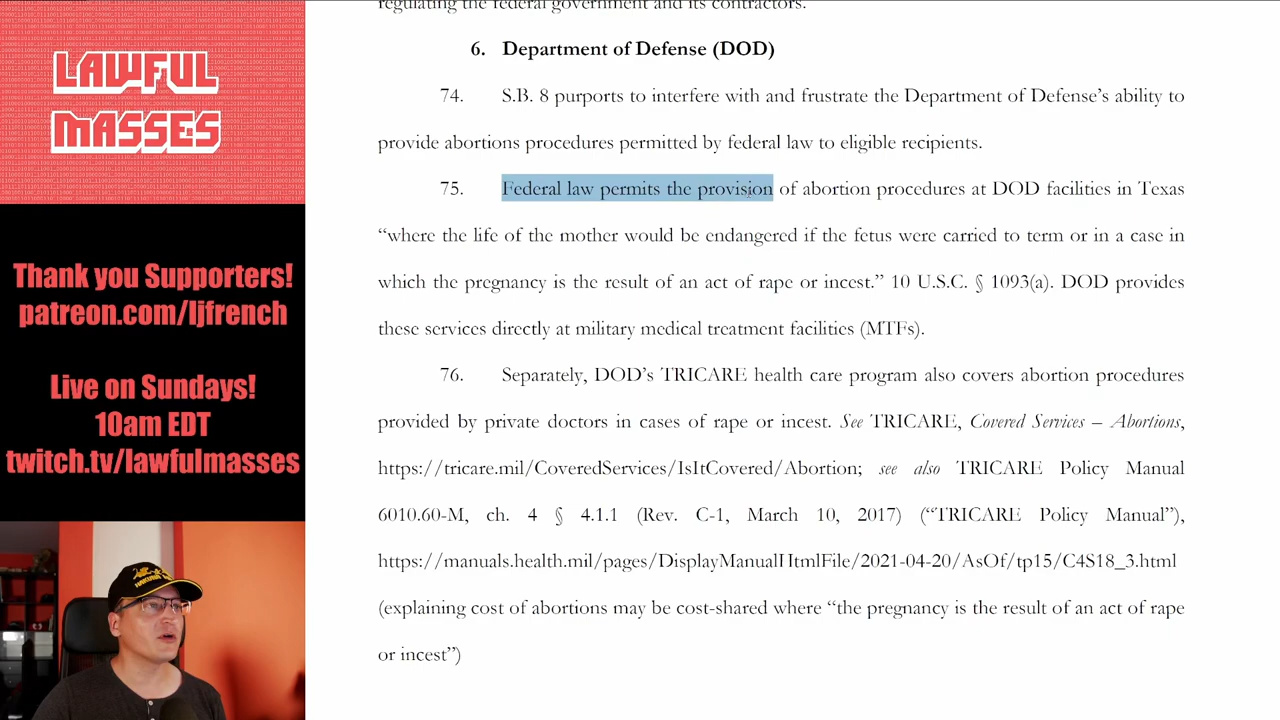 LAWFUL
MASSES
Thank you Supporters!
patreon.com/ljfrench
Live on Sundays!
10am EDT
twitch.tv/lawfulmasses
regulating the federal government and its contractors.
6. Department of Defense (DOD)
74. S.B. 8 purports to interfere with and frustrate the Department of Defense’s ability to
provide abortions procedures permitted by federal law to eligible recipients.
75. Federal law permits the provision of abortion procedures at DOD facilities in Texas
“where the life of the mother would be endangered if the fetus were carried to term or in a case in
which the pregnancy is the result of an act of rape or incest.” 10 U.S.C. § 1093(a). DOD provides
these services directly at military medical treatment facilities (MTFs).
76. Separately, DOD’s TRICARE health care program also covers abortion procedures
provided by private doctors in cases of rape or incest. See TRICARE, Covered Services – Abortions,
https://tricare.mil/CoveredServices/IsItCovered/Abortion; see also TRICARE Policy Manual
6010.60-M, ch. 4 § 4.1.1 (Rev. C-1, March 10, 2017) (“TRICARE Policy Manual”),
https://manuals.health.mil/pages/DisplayManualHtmlFile/2021-04-20/AsOf/tp15/C4S18_3.html
(explaining cost of abortions may be cost-shared where “the pregnancy is the result of an act of rape
or incest”)